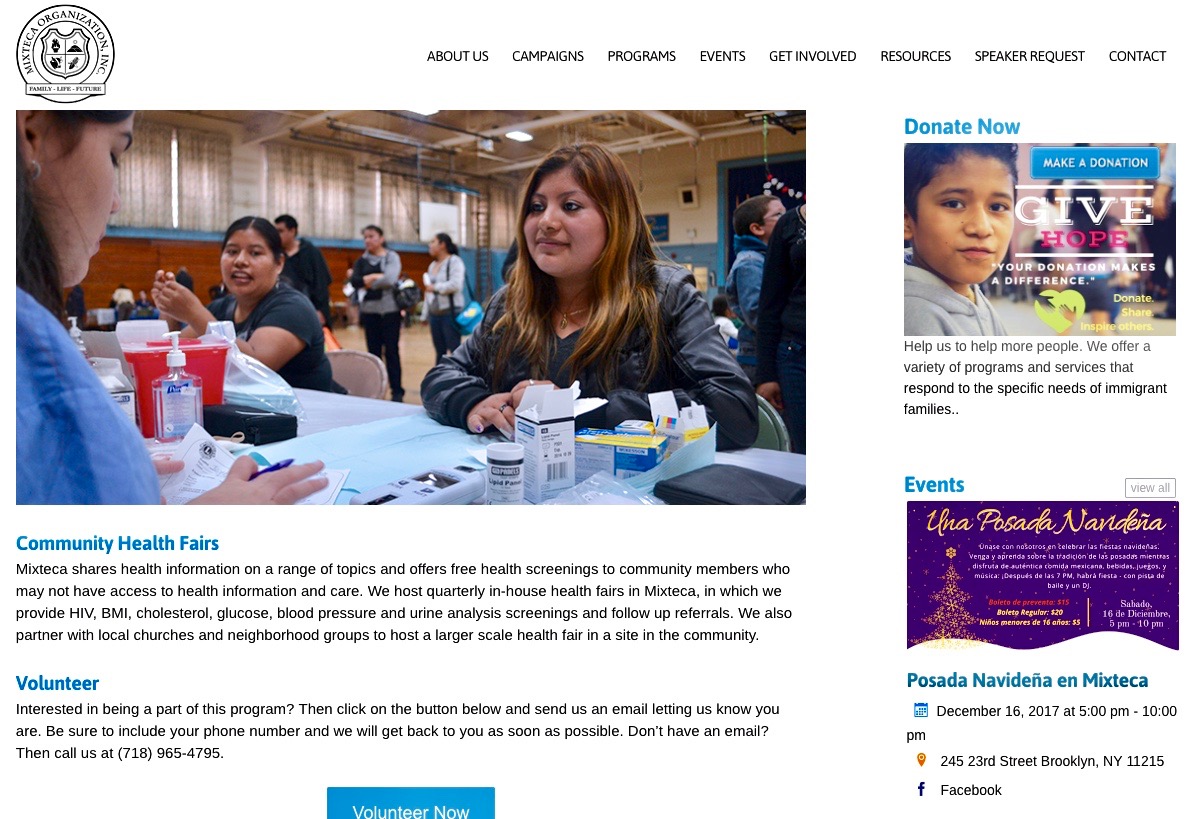 MIXTECA ORGANIZATION, INC.
FAMILY - LIFE - FUTURE
ABOUT US CAMPAIGNS PROGRAMS EVENTS GET INVOLVED RESOURCES SPEAKER REQUEST CONTACT
Purell
Lipid Panel
Lipid Panel
Community Health Fairs
Mixteca shares health information on a range of topics and offers free health screenings to community members who
may not have access to health information and care. We host quarterly in-house health fairs in Mixteca, in which we
provide HIV, BMI, cholesterol, glucose, blood pressure and urine analysis screenings and follow up referrals. We also
partner with local churches and neighborhood groups to host a larger scale health fair in a site in the community.
Volunteer
Interested in being a part of this program? Then click on the button below and send us an email letting us know you
are. Be sure to include your phone number and we will get back to you as soon as possible. Don’t have an email?
Then call us at (718) 965-4795.
Volunteer Now
Donate Now
MAKE A DONATION
GIVE
HOPE
"YOUR DONATION MAKES
A DIFFERENCE."
Donate.
Share.
Inspire others.
Help us to help more people. We offer a
variety of programs and services that
respond to the specific needs of immigrant
families..
Events
view all
Una Posada Navideña
Únase con nosotros en celebrar las fiestas navideñas.
Venga y aprenda sobre la tradición de las posadas mientras
disfruta de auténtica comida mexicana, bebidas, juegos, y
música: ¡Después de las 7 PM, habrá fiesta - con pista de
baile y un DJ.
Boleto de preventa: $15
Boleto Regular: $20
Niños menores de 16 años: $5
Sabado,
16 de Diciembre,
5 pm - 10 pm
Posada Navideña en Mixteca
December 16, 2017 at 5:00 pm - 10:00
pm
245 23rd Street Brooklyn, NY 11215
Facebook